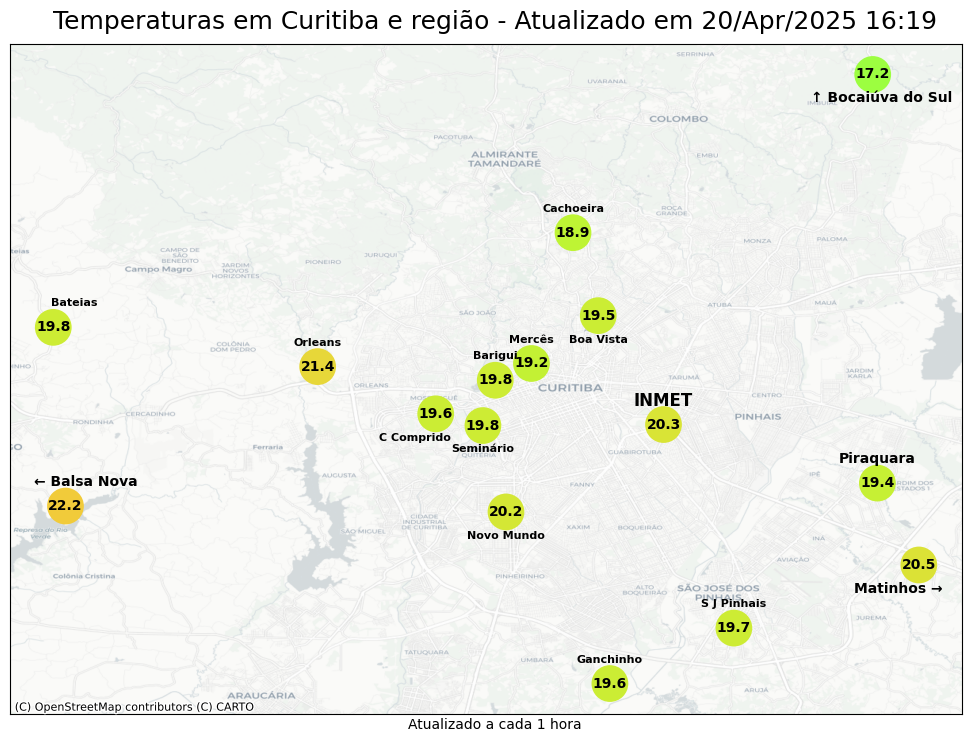 Temperaturas em Curitiba e região - Atualizado em 20/Apr/2025 16:19
SERRINHA
17.2
UVARANAL
↑ Bocaiúva do Sul
COLOMBO
PACOTUBA
ALMIRANTE
TAMANDARÉ
EMBU
Cachoeira
ROÇA
GRANDE
18.9
MONZA
PALOMA
CAMPO DE
SÃO
BENEDITO
JURUQUI
PIONEIRO
Campo Magro
JARDIM
NOVOS
HORIZONTES
Bateias
19.8
SÃO JOÃO
19.5
Boa Vista
ATUBA
MAUÁ
COLÔNIA
DOM PEDRO
Orleans
21.4
Mercês
19.2
Barigui
19.8
ORLEANS
CURITIBA
TARUMÃ
JARDIM
KARLA
CENTRO
INMET
20.3
PINHAIS
19.6
C Comprido
19.8
Seminário
CERCADINHO
RONDINHA
Ferraria
CUABIROTUBA
Piraquara
19.4
IPÊ
AUGUSTA
FANNY
← Balsa Nova
22.2
20.2
Novo Mundo
CIDADE
INDUSTRIAL
DE CURITIBA
SÃO MIGUEL
XAXIM
BOQUEIRÃO
INÁ
Represa do Rio
Verde
AVIAÇÃO
20.5
Matinhos →
Colônia Cristina
PINHEIRINHO
ALTO
BOQUEIRÃO
SÃO JOSÉ DOS
PINHAIS
S J Pinhais
19.7
JUREMA
TATUQUARA
UMBARÁ
Ganchinho
19.6
ARUJÁ
ARAUCÁRIA
(C) OpenStreetMap contributors (C) CARTO
Atualizado a cada 1 hora